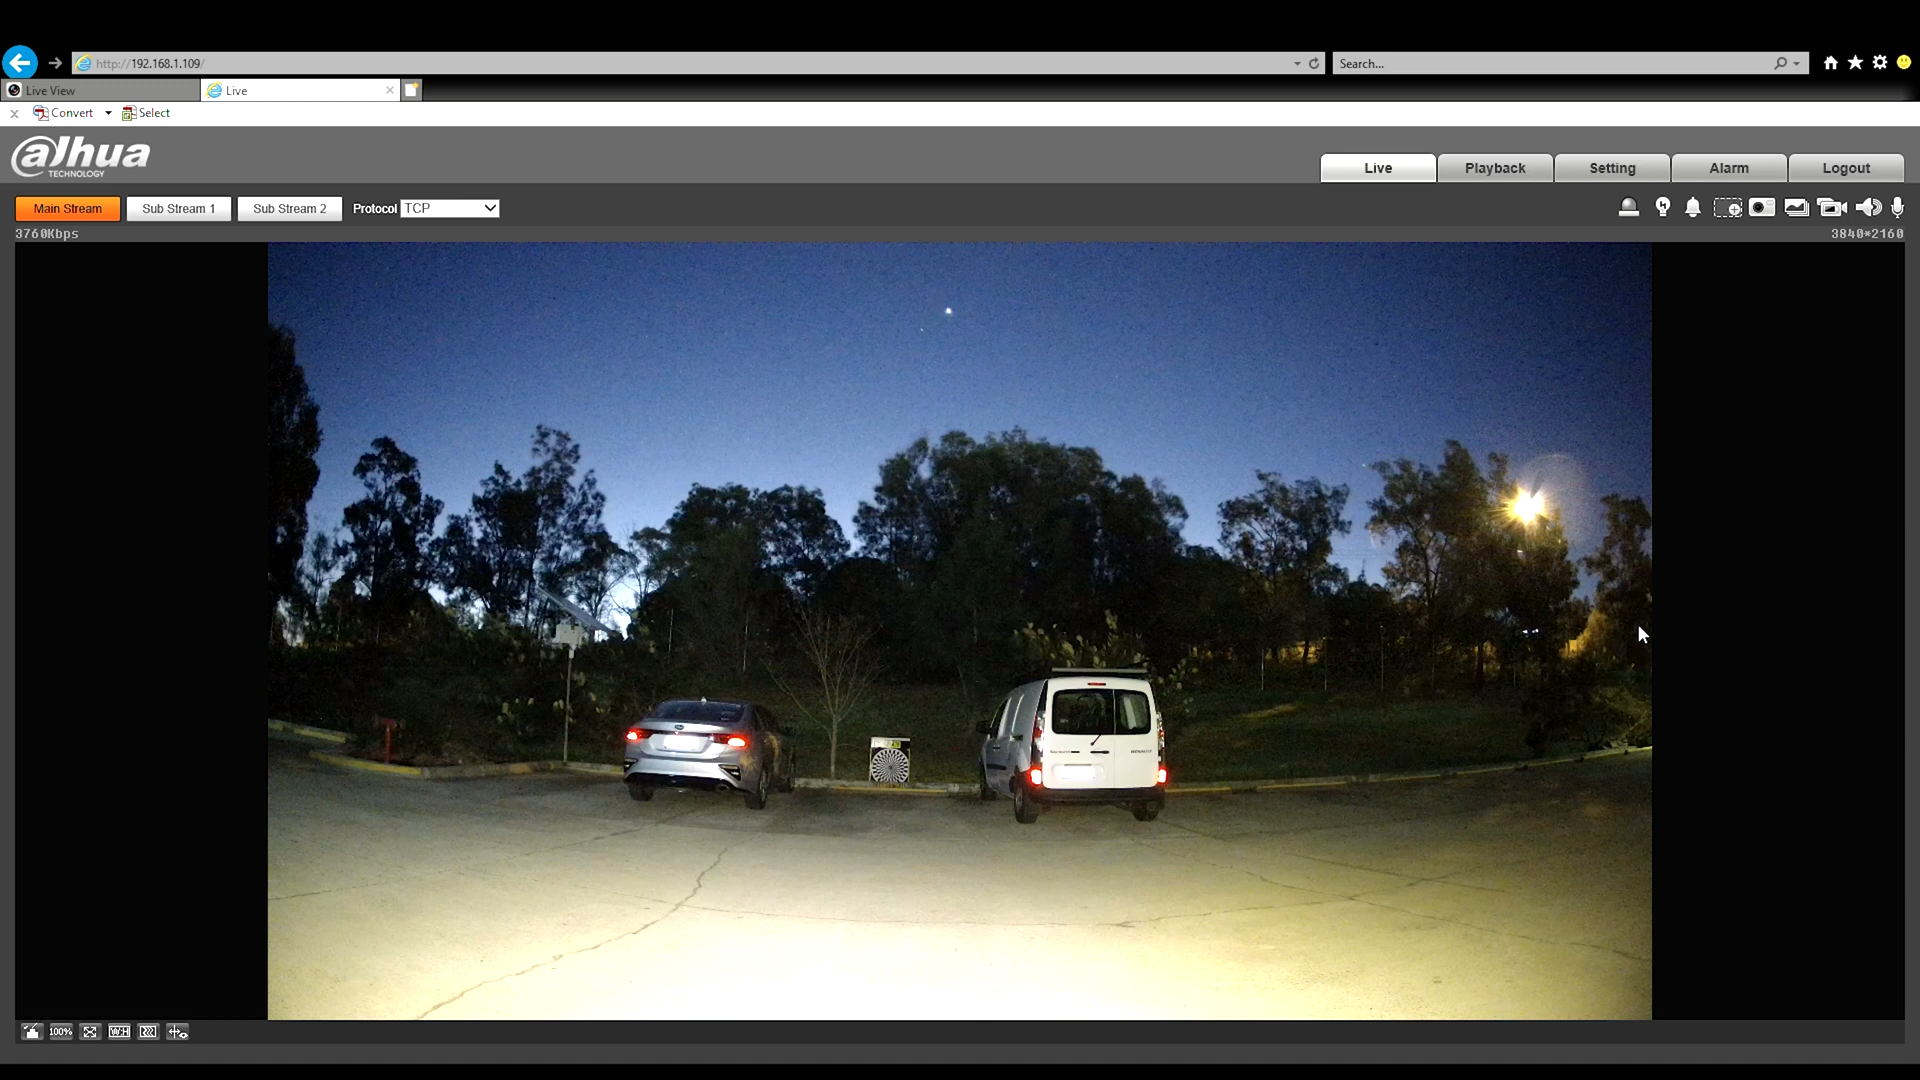 http://192.168.1.109/
Search...
Live View
Live
Convert
Select
alhua
TECHNOLOGY
Live
Playback
Setting
Alarm
Logout
Main Stream
Sub Stream 1
Sub Stream 2
Protocol
TCP
3760Kbps
3840*2160
RENAULT
100%
W:H